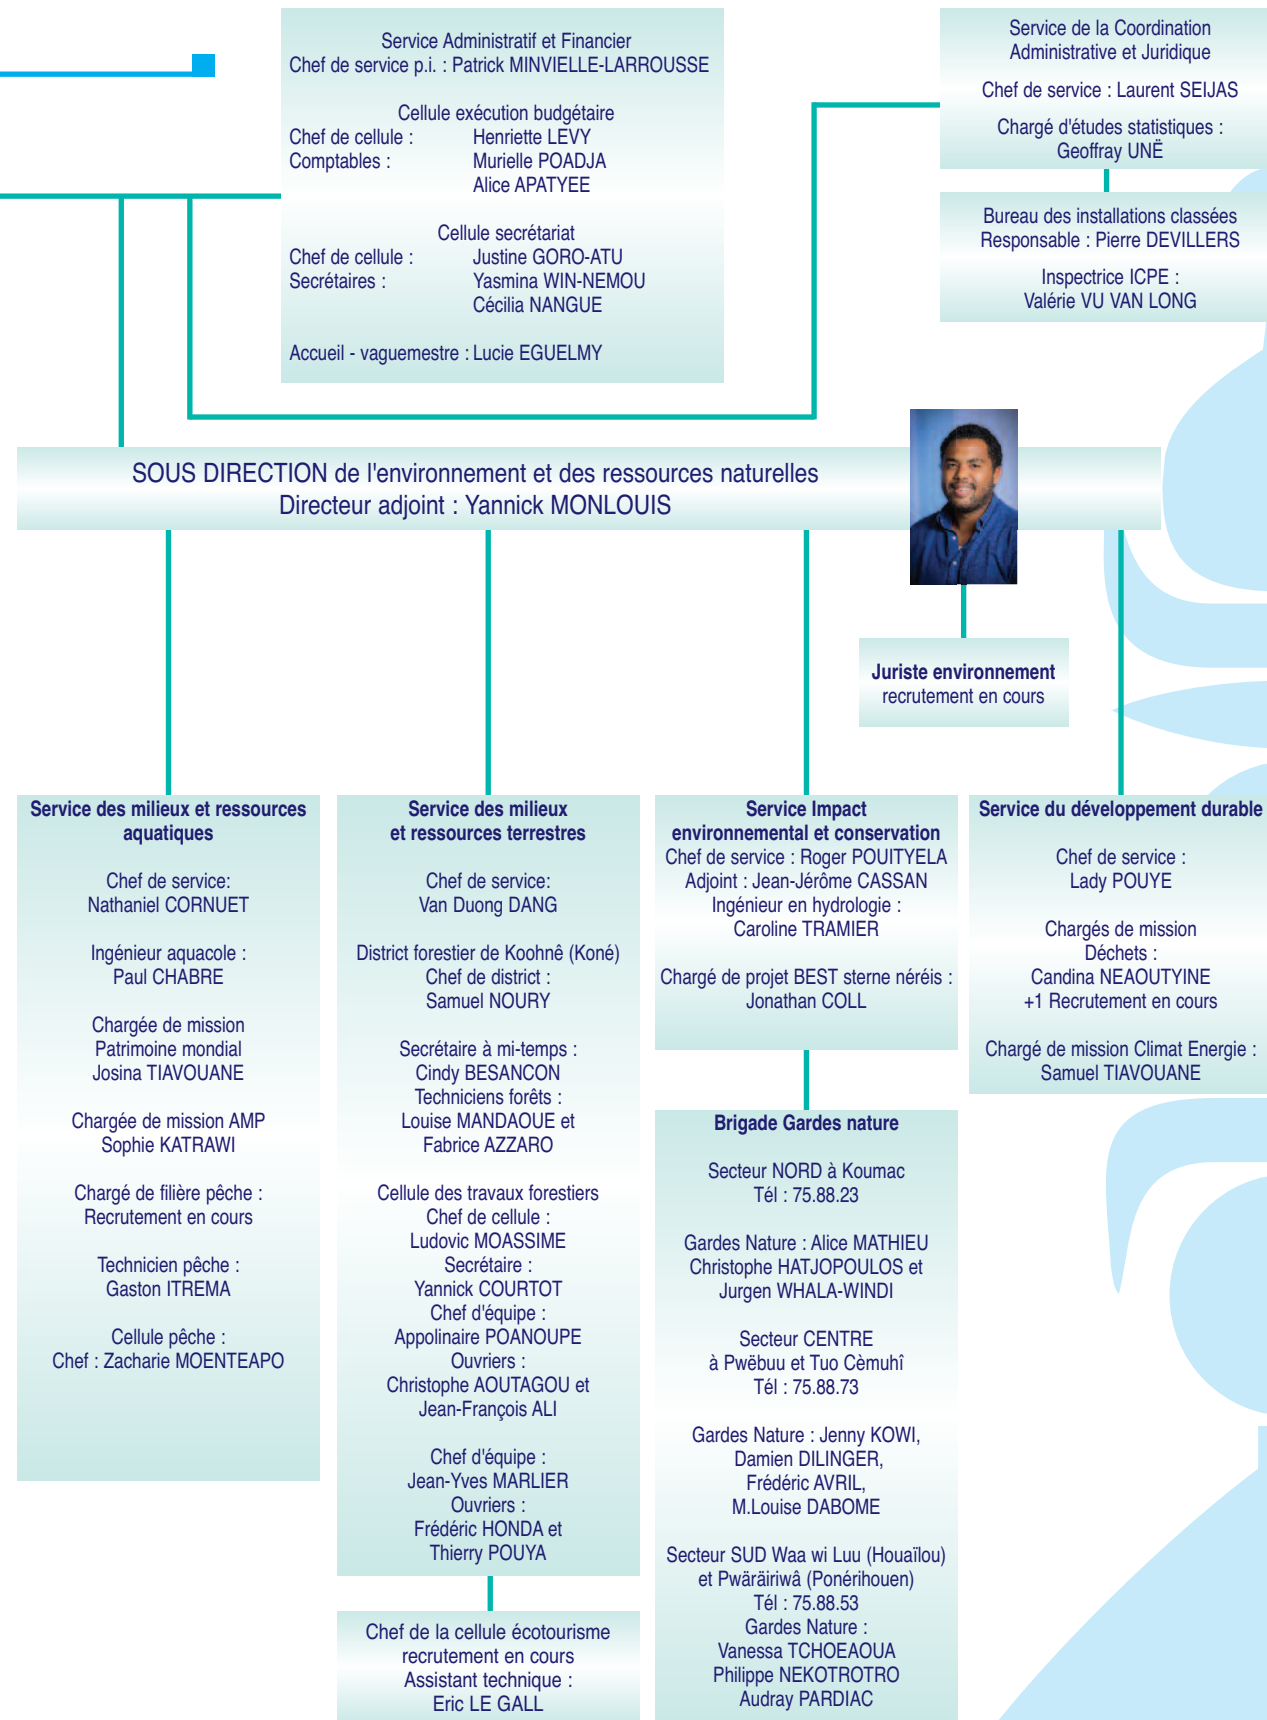 Service Administratif et Financier
Chef de service p.i. : Patrick MINVIELLE-LARROUSSE
Cellule exécution budgétaire
Chef de cellule : Henriette LEVY
Comptables : Murielle POADJA
Alice APATYEE
Cellule secrétariat
Chef de cellule : Justine GORO-ATU
Secrétaires : Yasmina WIN-NEMOU
Cécilia NANGUE
Accueil - vaguemestre : Lucie EGUELMY
Service de la Coordination
Administrative et Juridique
Chef de service : Laurent SEIJAS
Chargé d'études statistiques :
Geoffray UNË
Bureau des installations classées
Responsable : Pierre DEVILLERS
Inspectrice ICPE :
Valérie VU VAN LONG
SOUS DIRECTION de l'environnement et des ressources naturelles
Directeur adjoint : Yannick MONLOUIS
Juriste environnement
recrutement en cours
Service des milieux et ressources
aquatiques
Chef de service:
Nathaniel CORNUET
Ingénieur aquacole :
Paul CHABRE
Chargée de mission
Patrimoine mondial
Josina TIAVOUANE
Chargée de mission AMP
Sophie KATRAWI
Chargé de filière pêche :
Recrutement en cours
Technicien pêche :
Gaston ITREMA
Cellule pêche :
Chef : Zacharie MOENTEAPO
Service des milieux
et ressources terrestres
Chef de service:
Van Duong DANG
District forestier de Koohnê (Koné)
Chef de district :
Samuel NOURY
Secrétaire à mi-temps :
Cindy BESANCON
Techniciens forêts :
Louise MANDAOUE et
Fabrice AZZARO
Cellule des travaux forestiers
Chef de cellule :
Ludovic MOASSIME
Secrétaire :
Yannick COURTOT
Chef d'équipe :
Appolinaire POANOUPE
Ouvriers :
Christophe AOUTAGOU et
Jean-François ALI
Chef d'équipe :
Jean-Yves MARLIER
Ouvriers :
Frédéric HONDA et
Thierry POUYA
Chef de la cellule écotourisme
recrutement en cours
Assistant technique :
Eric LE GALL
Service Impact
environnemental et conservation
Chef de service : Roger POUITYELA
Adjoint : Jean-Jérôme CASSAN
Ingénieur en hydrologie :
Caroline TRAMIER
Chargé de projet BEST sterne néréis :
Jonathan COLL
Brigade Gardes nature
Secteur NORD à Koumac
Tél : 75.88.23
Gardes Nature : Alice MATHIEU
Christophe HATJOPOULOS et
Jurgen WHALA-WINDI
Secteur CENTRE
à Pwëbuu et Tuo Cèmuhî
Tél : 75.88.73
Gardes Nature : Jenny KOWI,
Damien DILINGER,
Frédéric AVRIL,
M.Louise DABOME
Secteur SUD Waa wi Luu (Houaïlou)
et Pwäräiriwâ (Ponérihouen)
Tél : 75.88.53
Gardes Nature :
Vanessa TCHOEAOUA
Philippe NEKOTROTRO
Audray PARDIAC
Service du développement durable
Chef de service :
Lady POUYE
Chargés de mission
Déchets :
Candina NEAOUTYINE
+1 Recrutement en cours
Chargé de mission Climat Energie :
Samuel TIAVOUANE